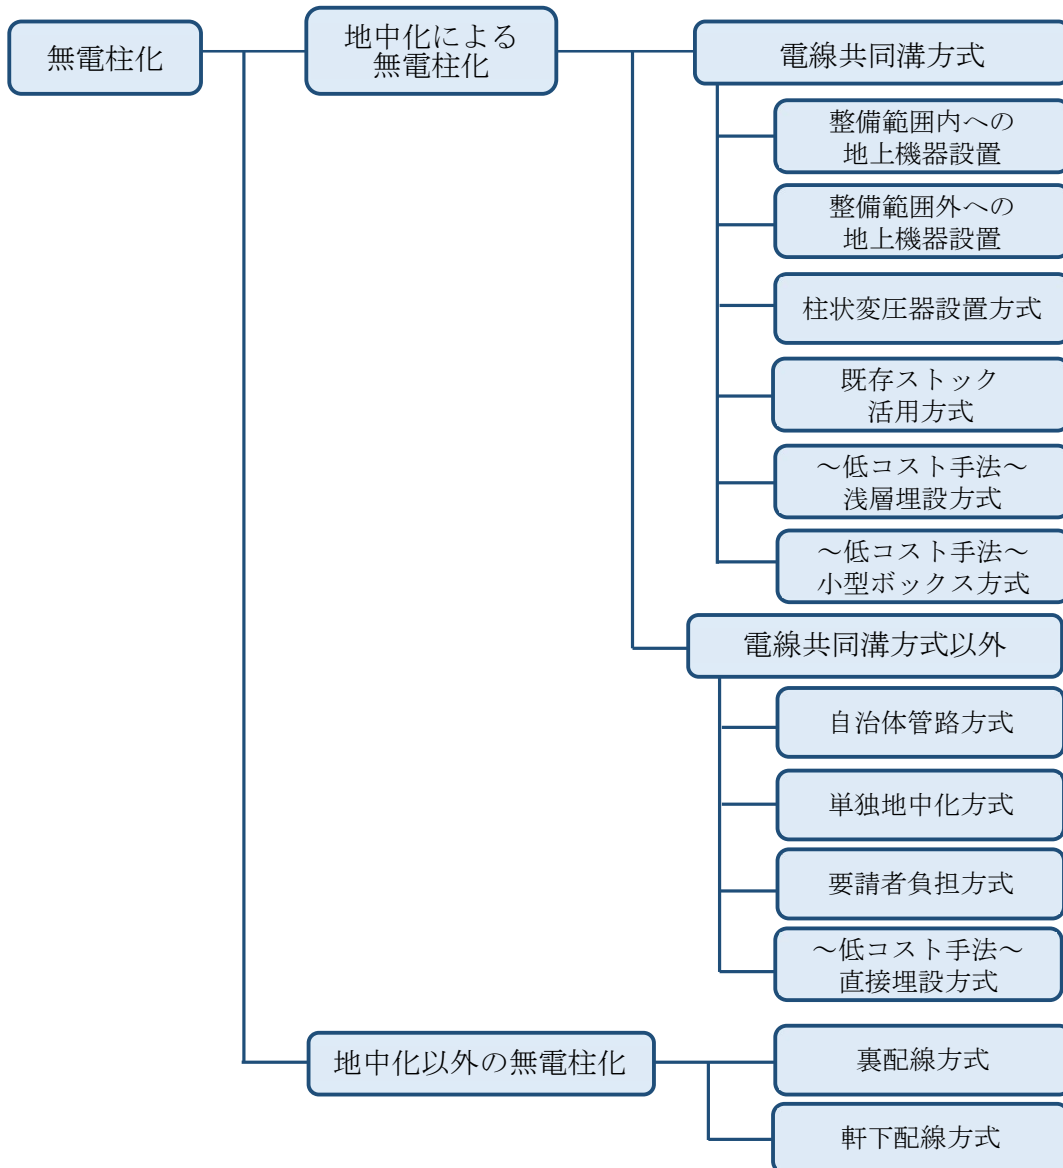 無電柱化
地中化による
無電柱化
電線共同溝方式
整備範囲内への
地上機器設置
整備範囲外への
地上機器設置
柱状変圧器設置方式
既存ストック
活用方式
～低コスト手法～
浅層埋設方式
～低コスト手法～
小型ボックス方式
電線共同溝方式以外
自治体管路方式
単独地中化方式
要請者負担方式
～低コスト手法～
直接埋設方式
地中化以外の無電柱化
裏配線方式
軒下配線方式